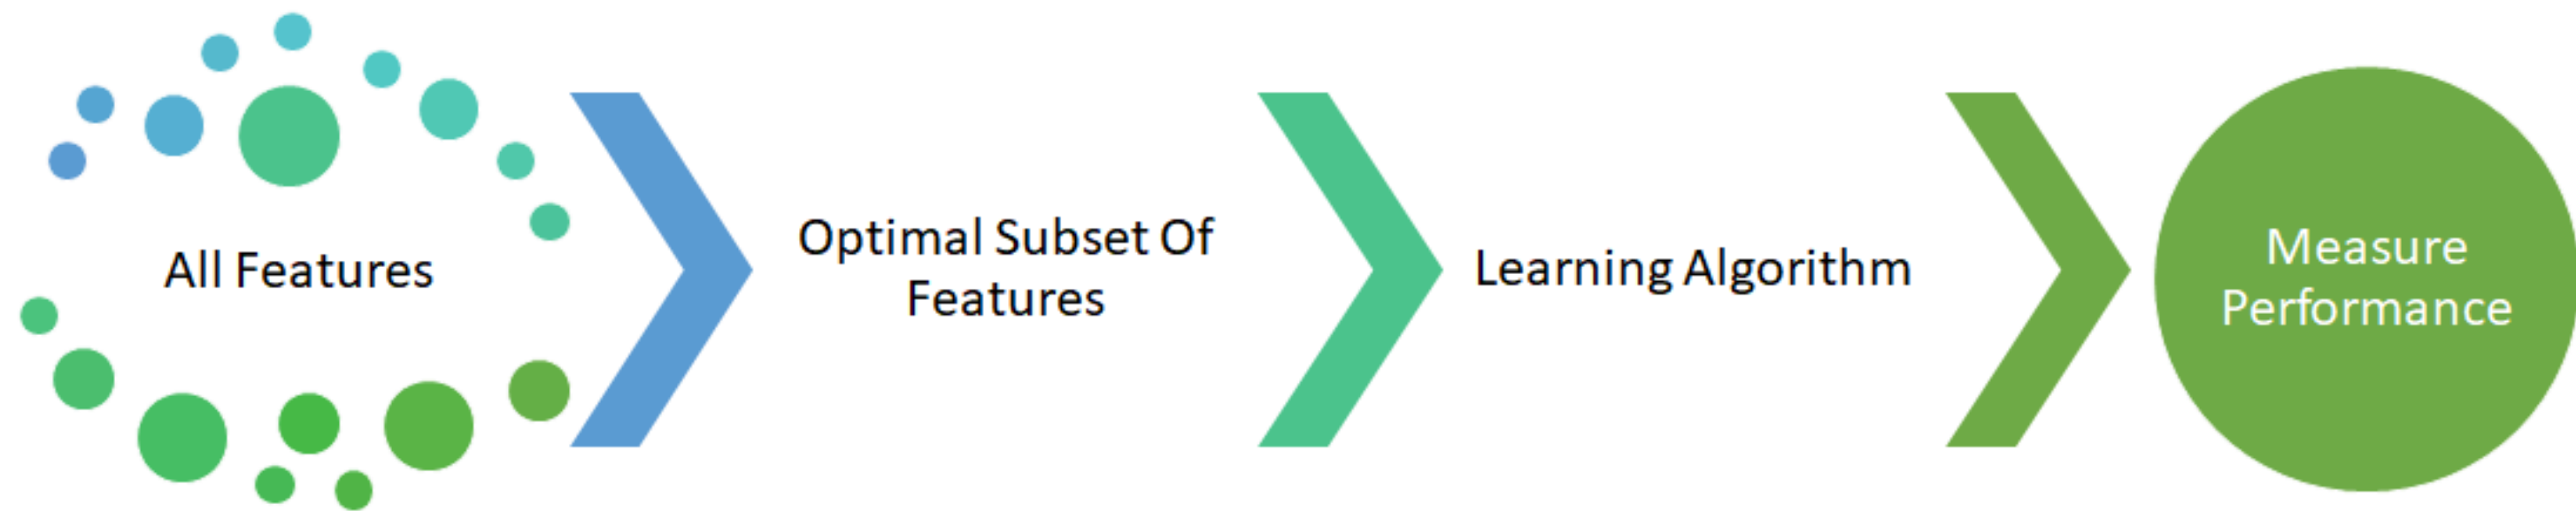 All Features
Optimal Subset Of
Features
Learning Algorithm
Measure
Performance